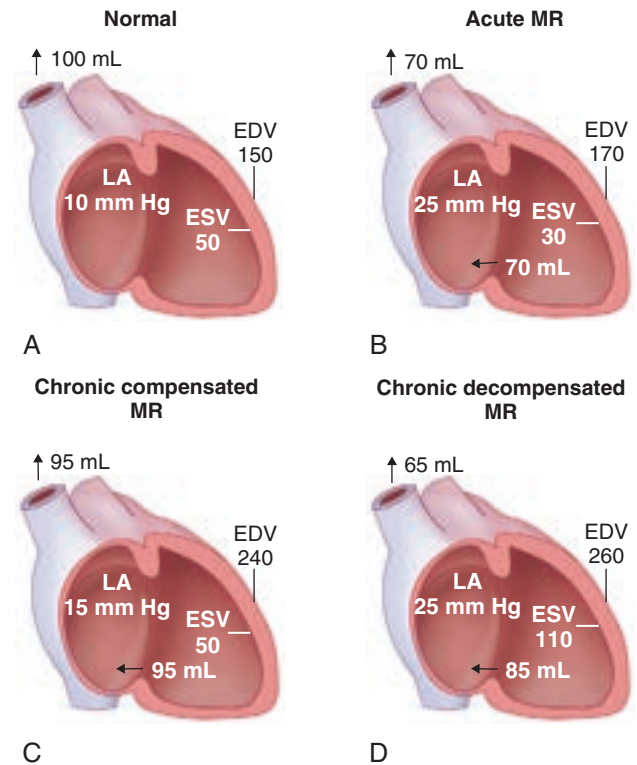 Normal
↑ 100 mL
EDV
150
LA
10 mm Hg
ESV
50
A
Acute MR
↑ 70 mL
EDV
170
LA
25 mm Hg
ESV
30
← 70 mL
B
Chronic compensated
MR
↑ 95 mL
EDV
240
LA
15 mm Hg
ESV
50
← 95 mL
C
Chronic decompensated
MR
↑ 65 mL
EDV
260
LA
25 mm Hg
ESV
110
← 85 mL
D